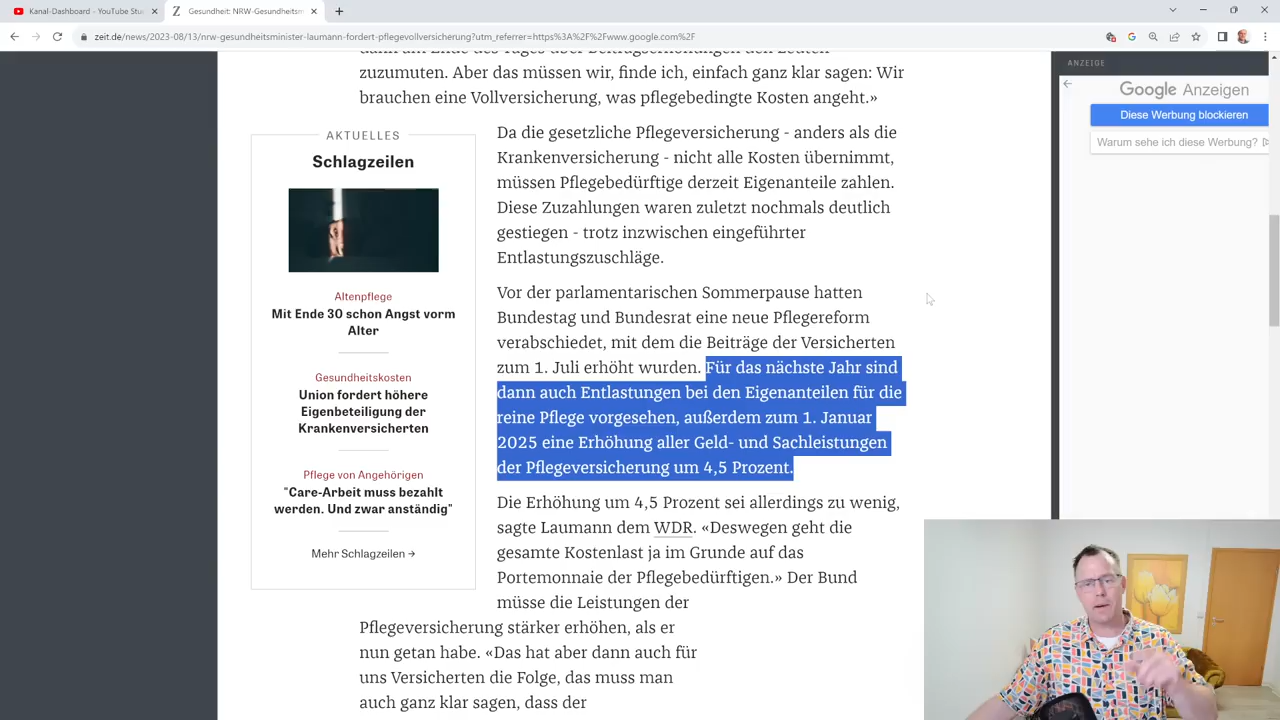 Kanal-Dashboard - YouTube Stu
Gesundheit: NRW-Gesundheitsm
zeit.de/news/2023-08/13/nrw-gesundheitsminister-laumann-fordert-pflegevollversicherung?utm_referrer=https%3A%2F%2Fwww.google.com%2F
dann am Ende des Tages über Beitragserhöhungen den Leuten
zuzumuten. Aber das müssen wir, finde ich, einfach ganz klar sagen: Wir
brauchen eine Vollversicherung, was pflegebedingte Kosten angeht.»
AKTUELLES
Schlagzeilen
Altenpflege
Mit Ende 30 schon Angst vorm
Alter
Gesundheitskosten
Union fordert höhere
Eigenbeteiligung der
Krankenversicherten
Pflege von Angehörigen
"Care-Arbeit muss bezahlt
werden. Und zwar anständig"
Mehr Schlagzeilen →
Da die gesetzliche Pflegeversicherung - anders als die
Krankenversicherung - nicht alle Kosten übernimmt,
müssen Pflegebedürftige derzeit Eigenanteile zahlen.
Diese Zuzahlungen waren zuletzt nochmals deutlich
gestiegen - trotz inzwischen eingeführter
Entlastungszuschläge.
Vor der parlamentarischen Sommerpause hatten
Bundestag und Bundesrat eine neue Pflegereform
verabschiedet, mit dem die Beiträge der Versicherten
zum 1. Juli erhöht wurden. Für das nächste Jahr sind
dann auch Entlastungen bei den Eigenanteilen für die
reine Pflege vorgesehen, außerdem zum 1. Januar
2025 eine Erhöhung aller Geld- und Sachleistungen
der Pflegeversicherung um 4,5 Prozent.
Die Erhöhung um 4,5 Prozent sei allerdings zu wenig,
sagte Laumann dem WDR. «Deswegen geht die
gesamte Kostenlast ja im Grunde auf das
Portemonnaie der Pflegebedürftigen.» Der Bund
müsse die Leistungen der
Pflegeversicherung stärker erhöhen, als er
nun getan habe. «Das hat aber dann auch für
uns Versicherten die Folge, das muss man
auch ganz klar sagen, dass der
ANZEIGE
Google Anzeigen
Diese Werbung blockieren
Warum sehe ich diese Werbung?